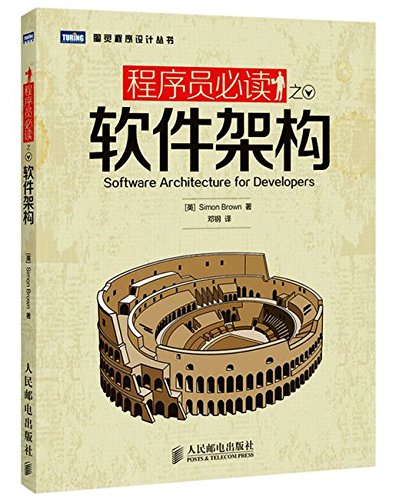 TURING
图灵程序设计丛书
程序员必读之
软件架构
Software Architecture for Developers
[英] Simon Brown 著
邓钢 译
人民邮电出版社
POSTS & TELECOM PRESS
程序员必读之
软件架构
[英] Simon Brown 著
人民邮电出版社